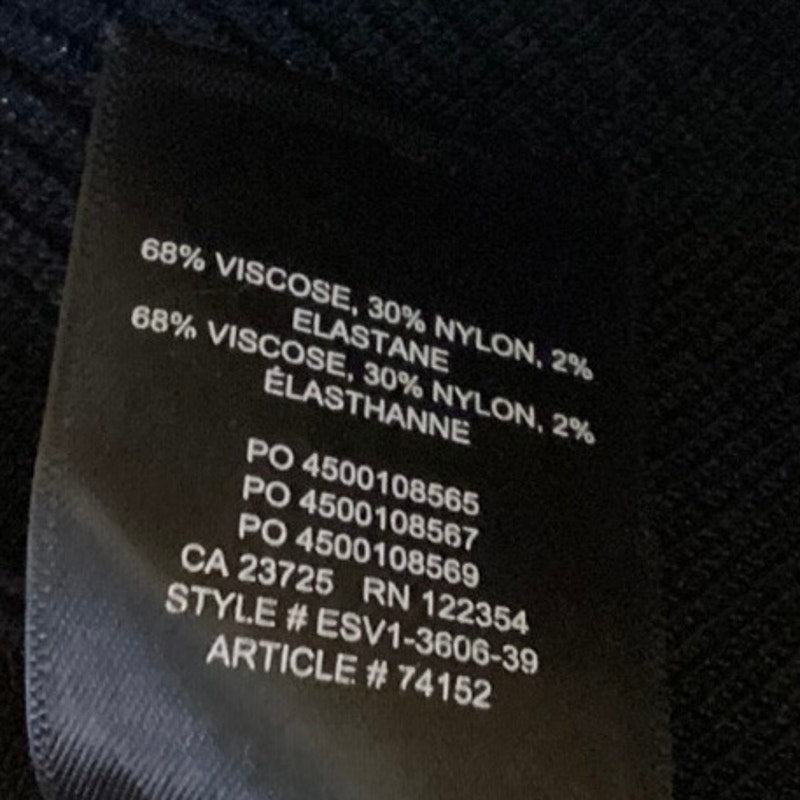 68% VISCOSE, 30% NYLON, 2%
ELASTANE
68% VISCOSE, 30% NYLON, 2%
ÉLASTHANNE
PO 4500108565
PO 4500108567
PO 4500108569
CA 23725 RN 122354
STYLE # ESV1-3606-39
ARTICLE # 74152